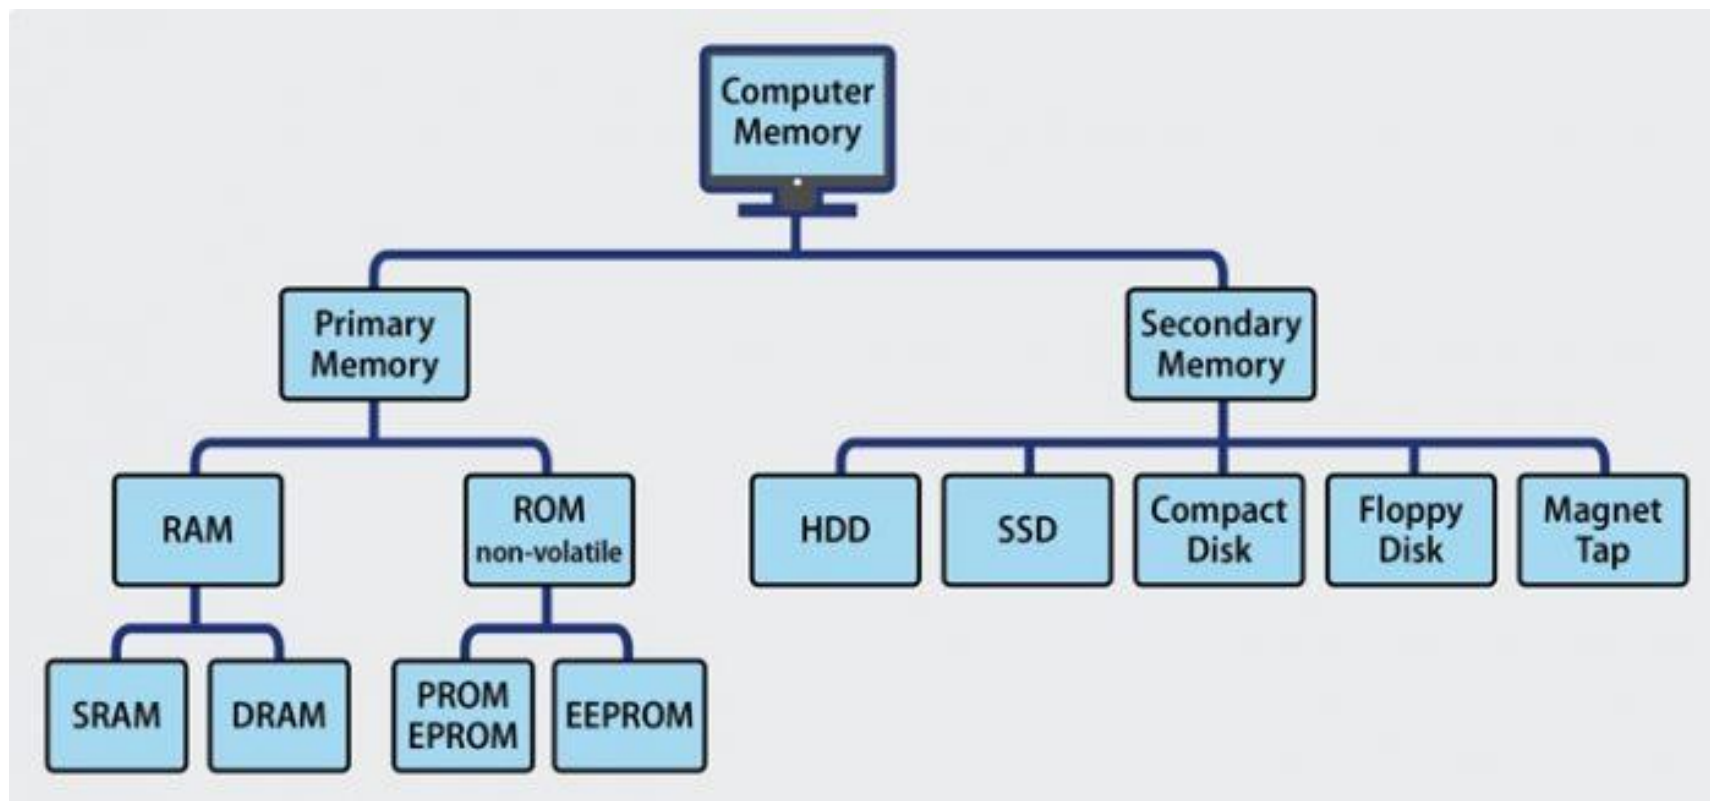 Computer
Memory
Primary
Memory
Secondary
Memory
RAM
ROM
non-volatile
HDD
SSD
Compact
Disk
Floppy
Disk
Magnet
Tap
SRAM
DRAM
PROM
EPROM
EEPROM